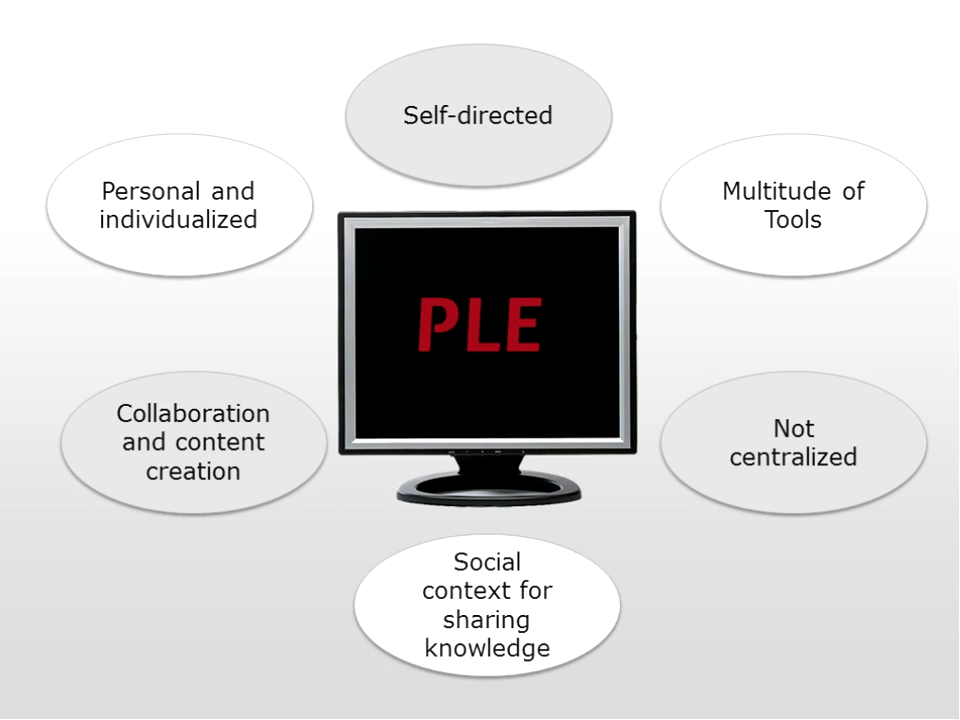 Self-directed
Personal and
individualized
Multitude of
Tools
PLE
Collaboration
and content
creation
Not
centralized
Social
context for
sharing
knowledge